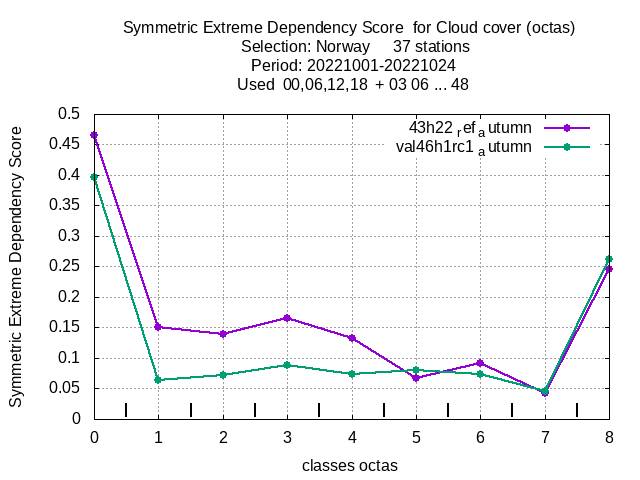 Symmetric Extreme Dependency Score for Cloud cover (octas)
Selection: Norway 37 stations
Period: 20221001-20221024
Used 00,06,12,18 + 03 06 ... 48
43h22 ref autumn
val46h1rc1 autumn
Symmetric Extreme Dependency Score
0.5
0.45
0.4
0.35
0.3
0.25
0.2
0.15
0.1
0.05
0
0 1 2 3 4 5 6 7 8
classes octas